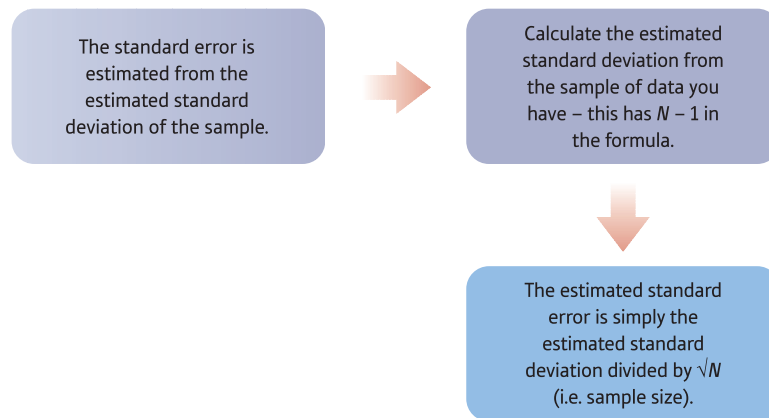 The standard error is
estimated from the
estimated standard
deviation of the sample.
Calculate the estimated
standard deviation from
the sample of data you
have – this has N – 1 in
the formula.
The estimated standard
error is simply the
estimated standard
deviation divided by √N
(i.e. sample size).